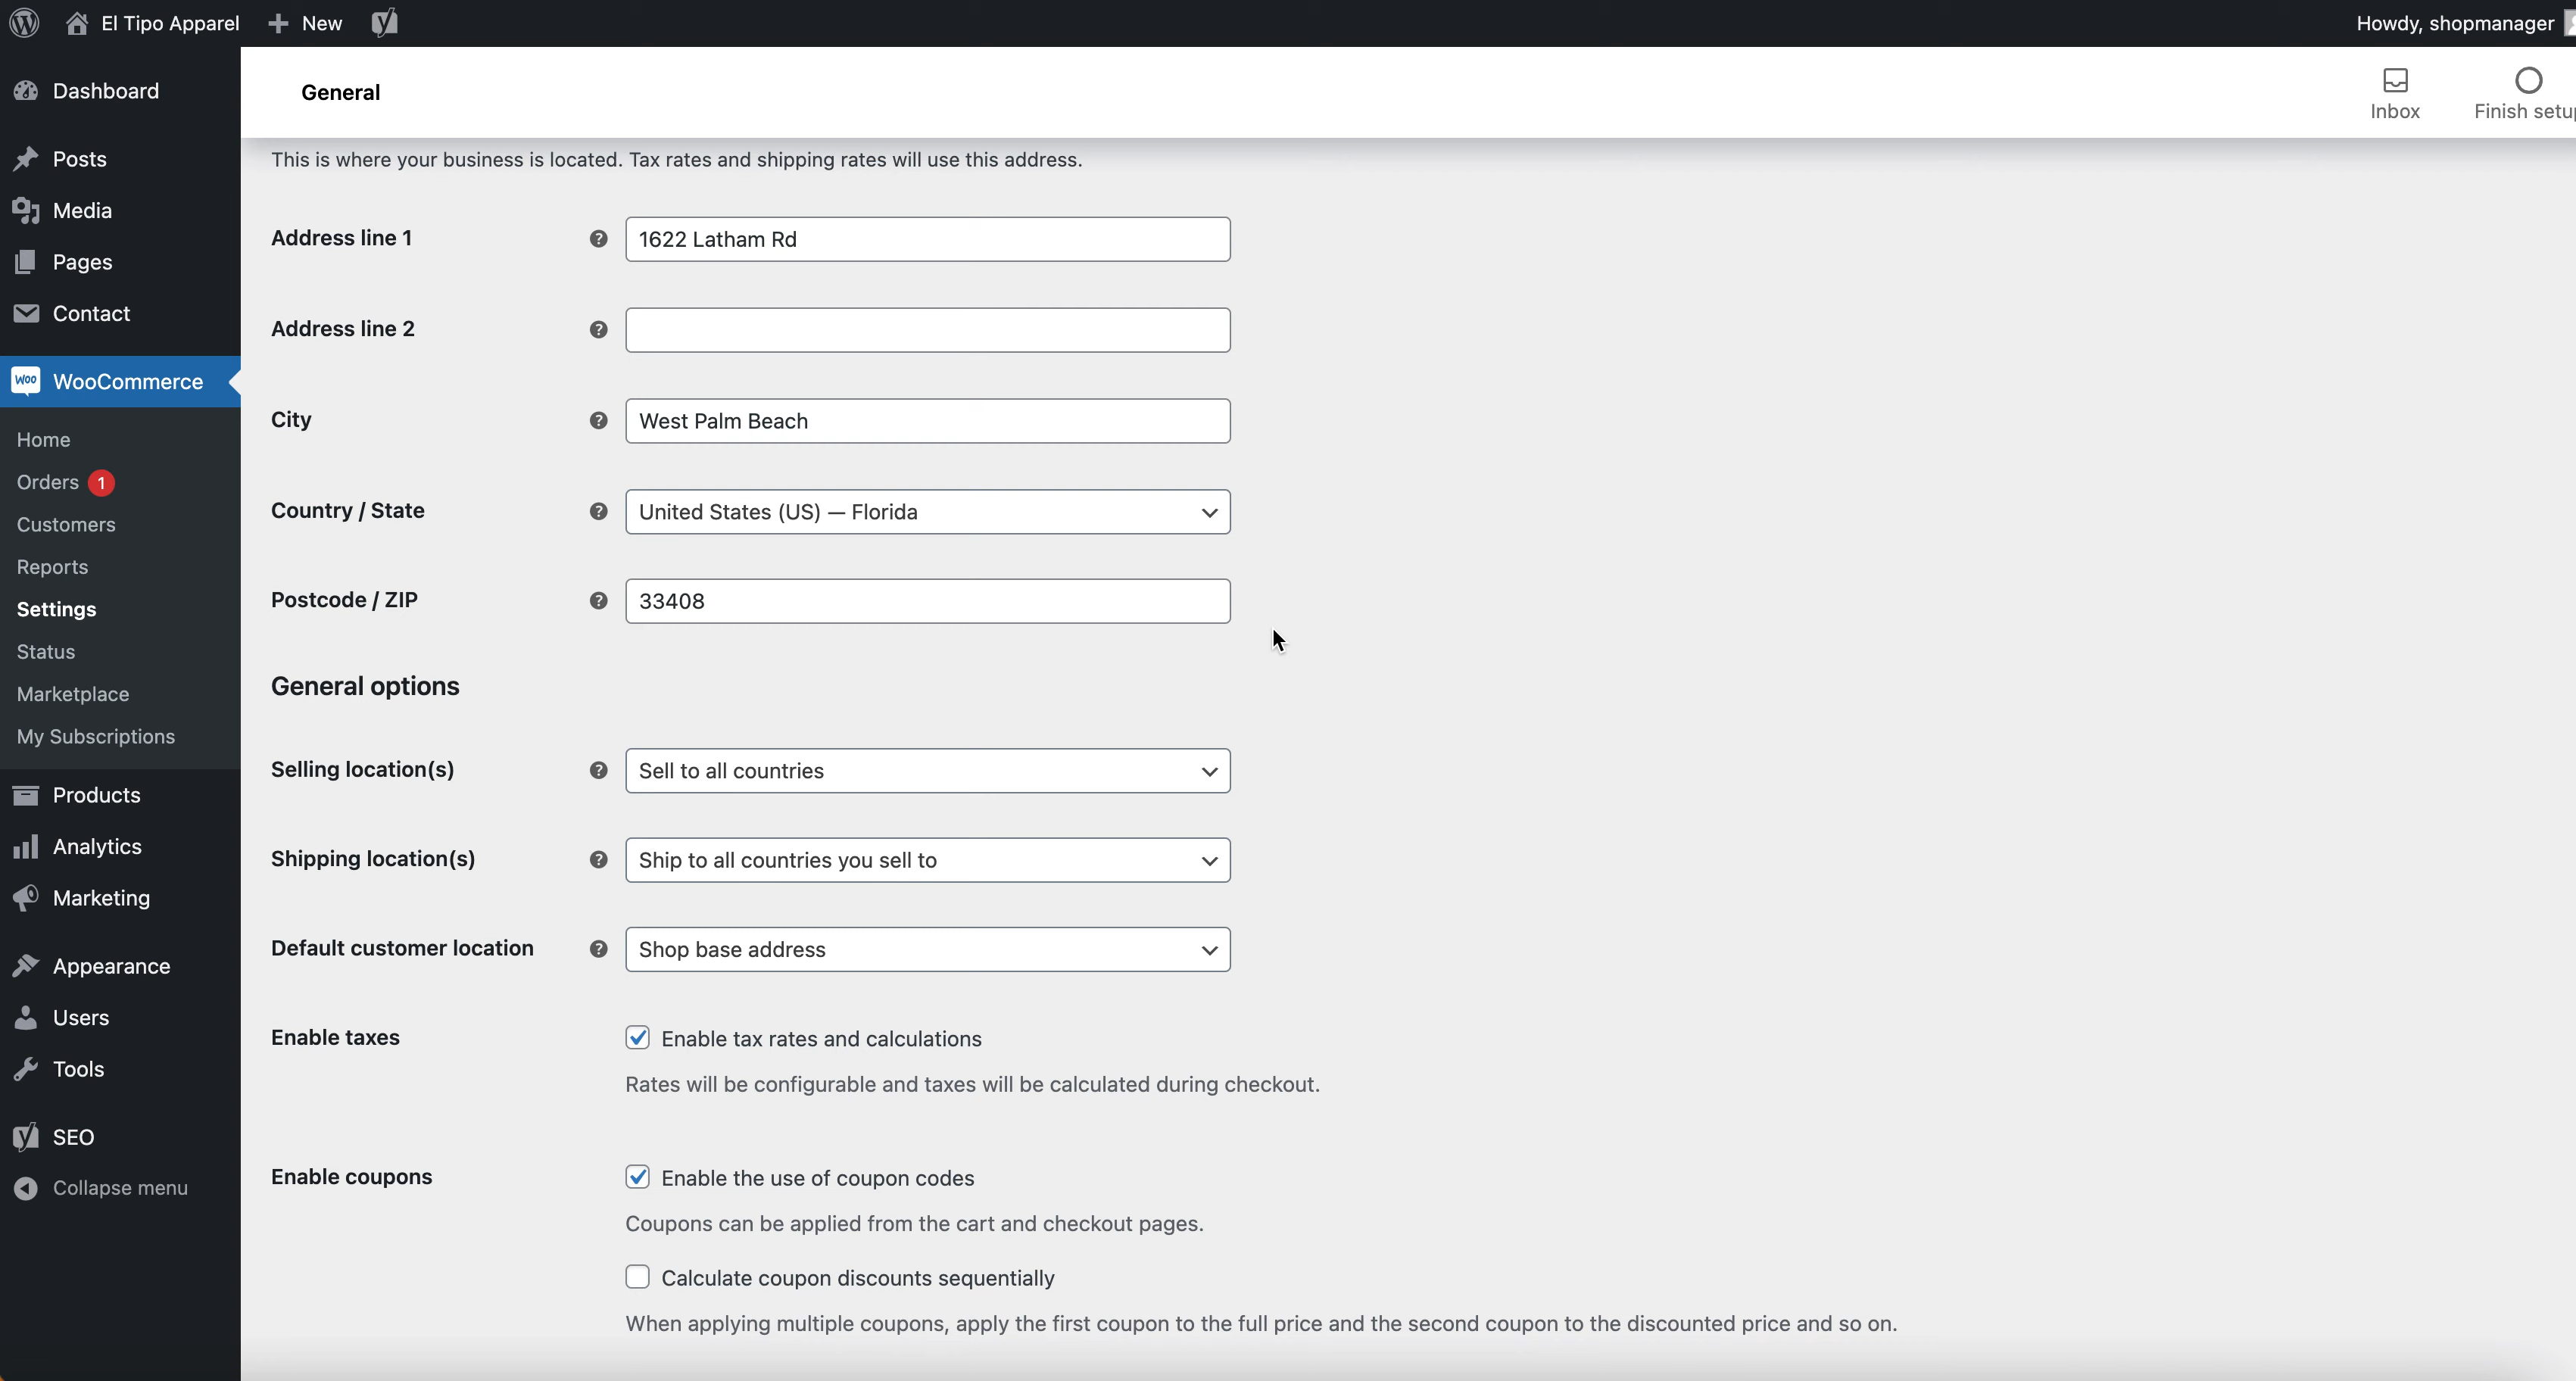 El Tipo Apparel
New
Howdy, shopmanager
Dashboard
Posts
Media
Pages
Contact
Woo WooCommerce
Home
Orders 1
Customers
Reports
Settings
Status
Marketplace
My Subscriptions
Products
Analytics
Marketing
Appearance
Users
Tools
SEO
Collapse menu
General
Inbox
Finish setup
This is where your business is located. Tax rates and shipping rates will use this address.
Address line 1 ? 1622 Latham Rd
Address line 2 ?
City ? West Palm Beach
Country / State ? United States (US) — Florida
Postcode / ZIP ? 33408
General options
Selling location(s) ? Sell to all countries
Shipping location(s) ? Ship to all countries you sell to
Default customer location ? Shop base address
Enable taxes Enable tax rates and calculations
Rates will be configurable and taxes will be calculated during checkout.
Enable coupons Enable the use of coupon codes
Coupons can be applied from the cart and checkout pages.
Calculate coupon discounts sequentially
When applying multiple coupons, apply the first coupon to the full price and the second coupon to the discounted price and so on.